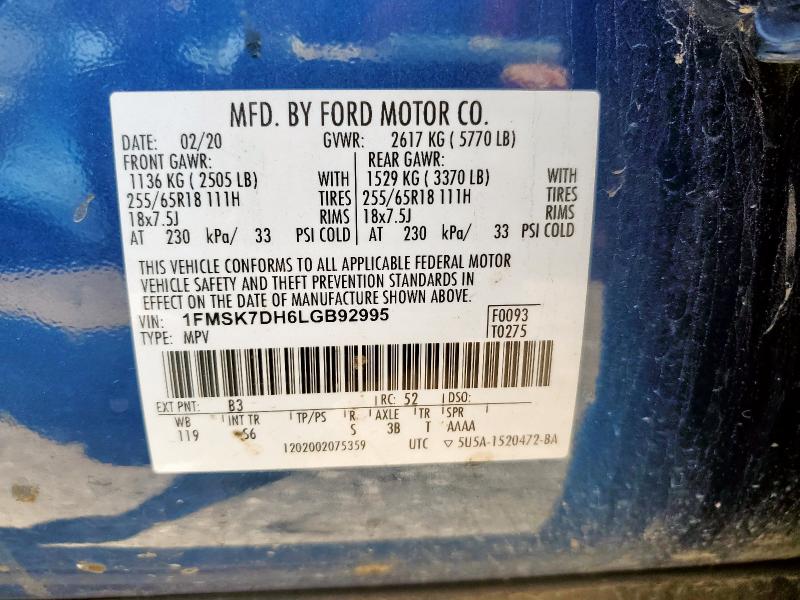 MFD. BY FORD MOTOR CO.
DATE: 02/20 GVWR: 2617 KG ( 5770 LB)
FRONT GAWR: REAR GAWR:
1136 KG ( 2505 LB) WITH 1529 KG ( 3370 LB) WITH
255/65R18 111H TIRES 255/65R18 111H TIRES
18x7.5J RIMS 18x7.5J RIMS
AT 230 kPa/ 33 PSI COLD AT 230 kPa/ 33 PSI COLD
THIS VEHICLE CONFORMS TO ALL APPLICABLE FEDERAL MOTOR
VEHICLE SAFETY AND THEFT PREVENTION STANDARDS IN
EFFECT ON THE DATE OF MANUFACTURE SHOWN ABOVE.
VIN: 1FMSK7DH6LGB92995 F0093
TYPE: MPV T0275
EXT PNT: B3 RC: 52 DSO:
WB INT TR TP/PS R AXLE TR SPR
119 S6 S 3B T AAAA
1202002075359 UTC ▽ 5U5A-1520472-BA